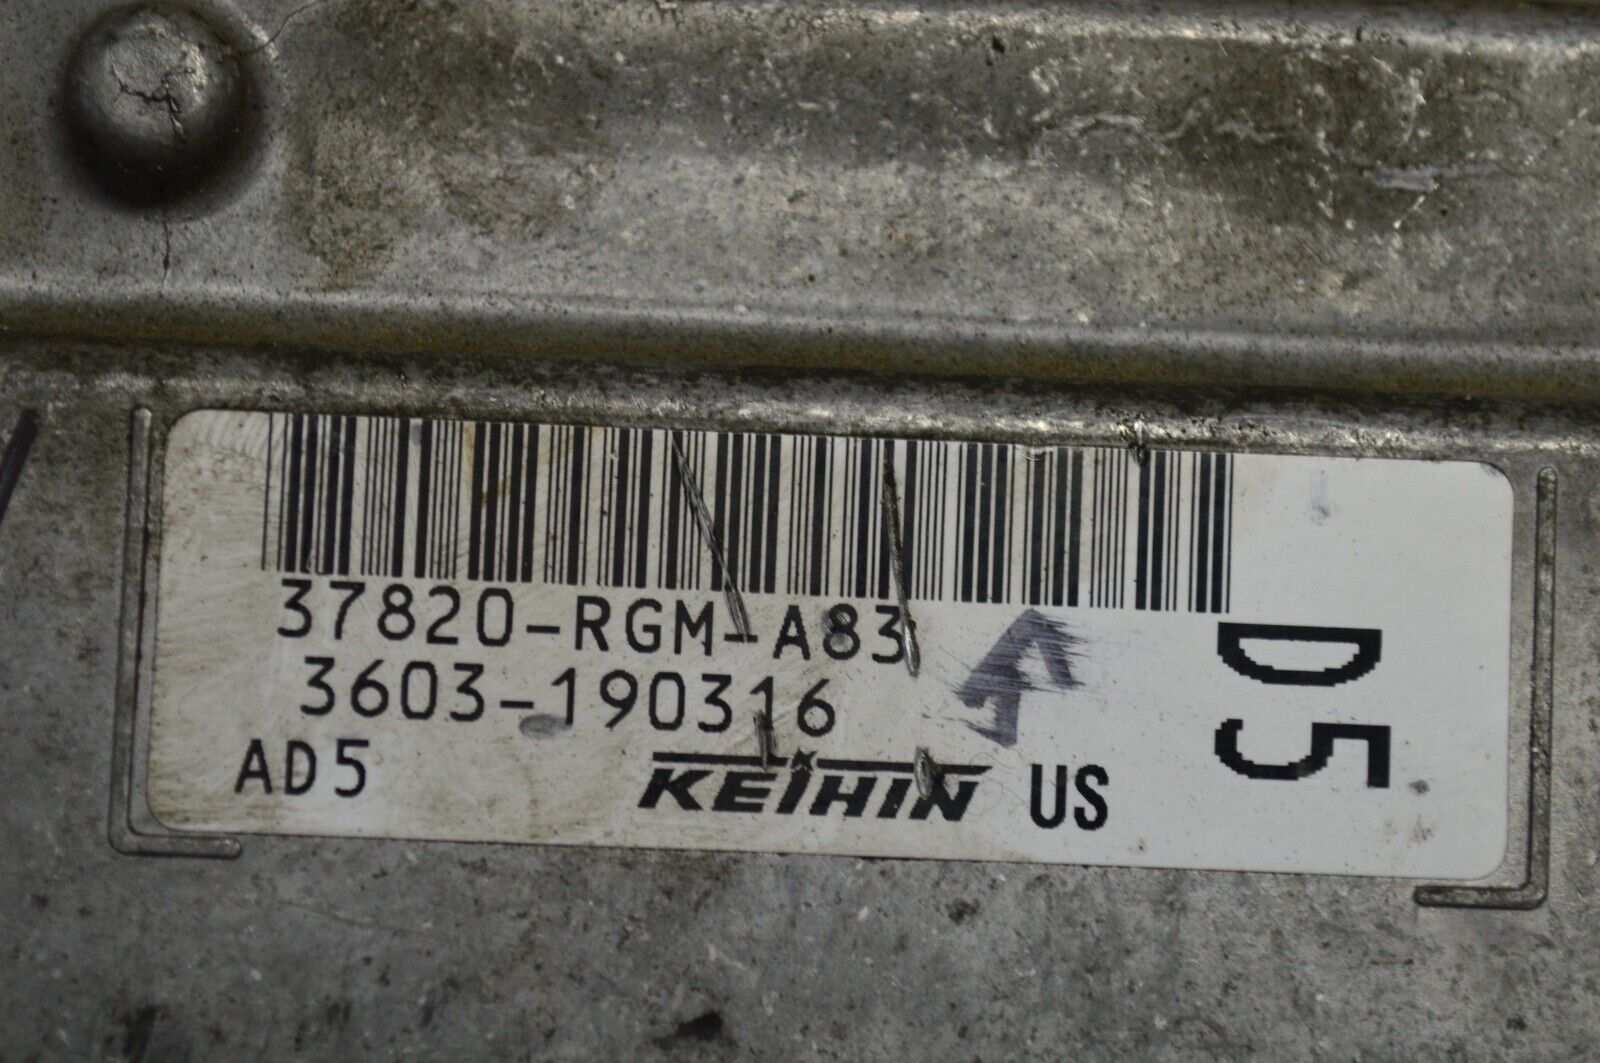 37820-RGM-A83
3603-190316
AD5 KEIHIN US
D5